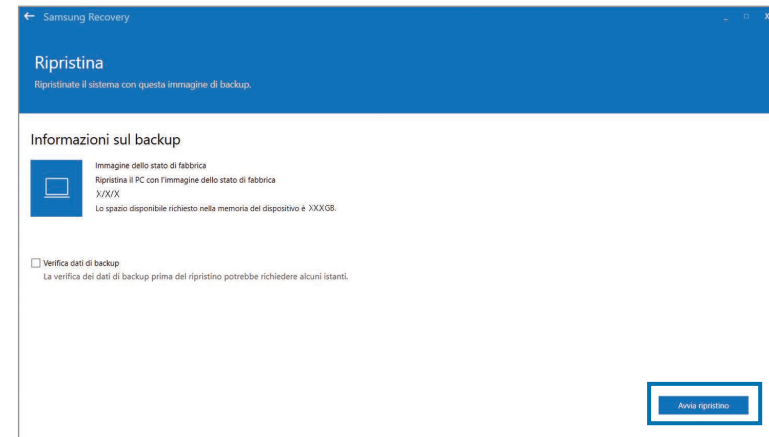 Samsung Recovery
Ripristina
Ripristinate il sistema con questa immagine di backup.
Informazioni sul backup
Immagine dello stato di fabbrica
Ripristina il PC con l'immagine dello stato di fabbrica
X/X/X
Lo spazio disponibile richiesto nella memoria del dispositivo è XXXGB.
Verifica dati di backup
La verifica dei dati di backup prima del ripristino potrebbe richiedere alcuni istanti.
Avvia ripristino